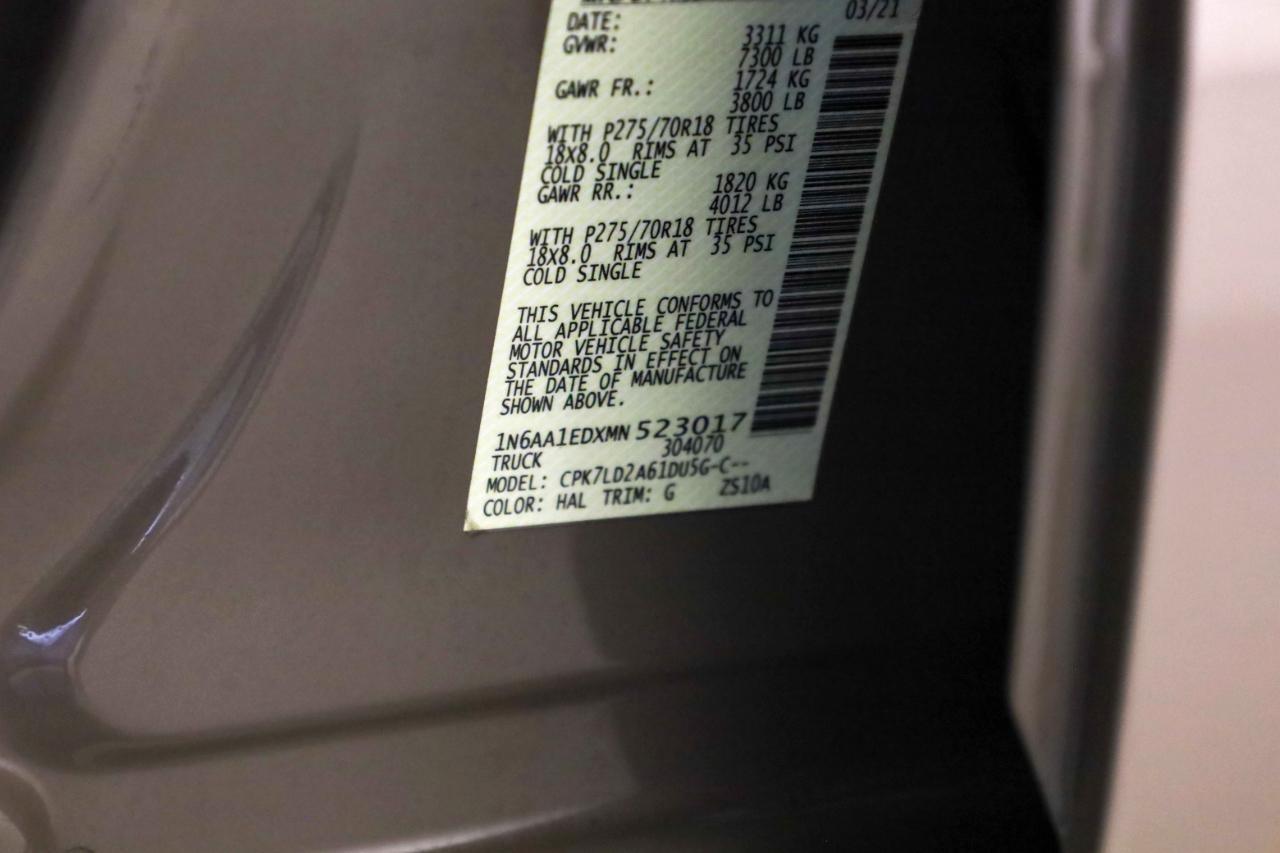 03/21
DATE:
GVWR: 3311 KG
7300 LB
GAWR FR.: 1724 KG
3800 LB
WITH P275/70R18 TIRES
18X8.0 RIMS AT 35 PSI
COLD SINGLE
GAWR RR.: 1820 KG
4012 LB
WITH P275/70R18 TIRES
18X8.0 RIMS AT 35 PSI
COLD SINGLE
THIS VEHICLE CONFORMS TO
ALL APPLICABLE FEDERAL
MOTOR VEHICLE SAFETY
STANDARDS IN EFFECT ON
THE DATE OF MANUFACTURE
SHOWN ABOVE.
1N6AA1EDXMN 523017
TRUCK 304070
MODEL: CPK7LD2A61DU5G-C--
COLOR: HAL TRIM: G ZS10A